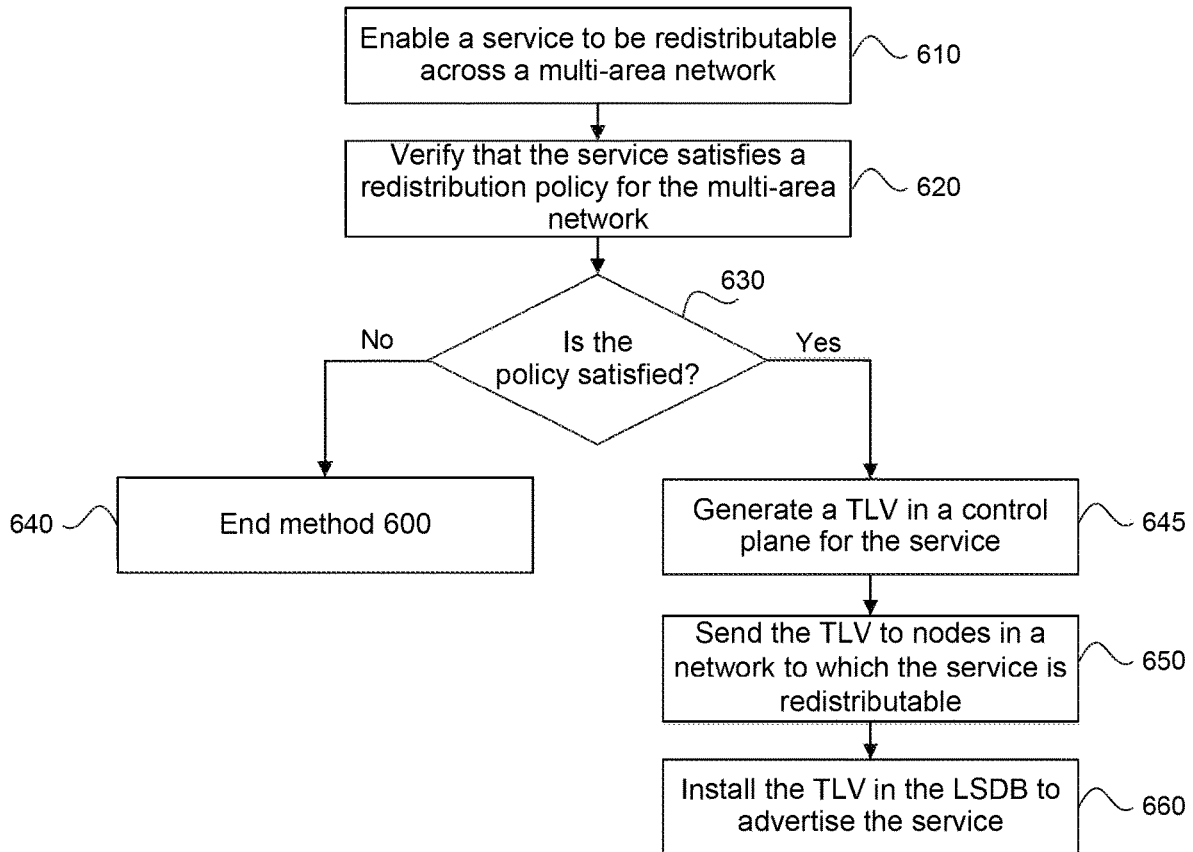 Enable a service to be redistributable
across a multi-area network
610
Verify that the service satisfies a
redistribution policy for the multi-area
network
620
630
No
Is the
policy satisfied?
Yes
640
End method 600
Generate a TLV in a control
plane for the service
645
Send the TLV to nodes in a
network to which the service is
redistributable
650
Install the TLV in the LSDB to
advertise the service
660